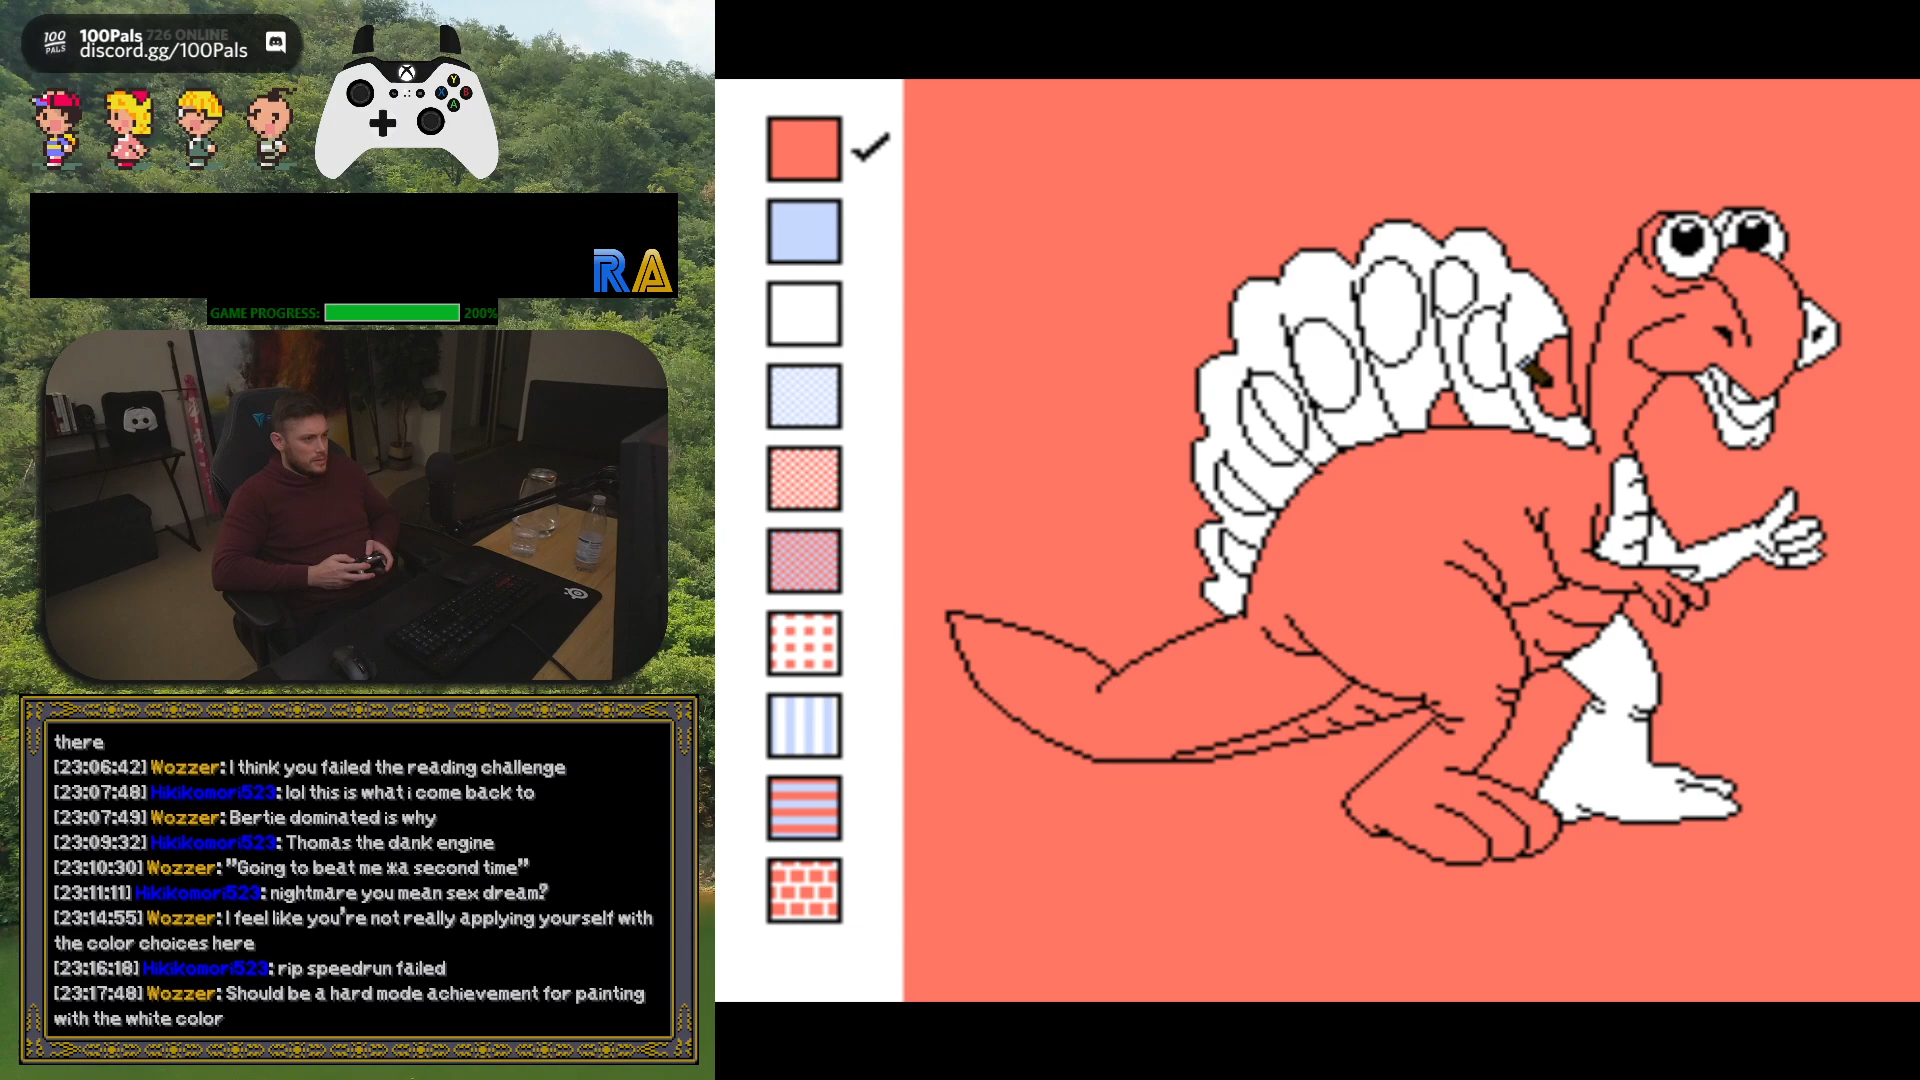 100 PALS
100Pals 726 ONLINE
discord.gg/100Pals
Y
X
B
A
RA
GAME PROGRESS: 200%
there
[23:06:42] Wozzer: I think you failed the reading challenge
[23:07:48] Hikikomori523: lol this is what i come back to
[23:07:49] Wozzer: Bertie dominated is why
[23:09:32] Hikikomori523: Thomas the dank engine
[23:10:30] Wozzer: "Going to beat me *a second time"
[23:11:11] Hikikomori523: nightmare you mean sex dream?
[23:14:55] Wozzer: I feel like you're not really applying yourself with
the color choices here
[23:16:18] Hikikomori523: rip speedrun failed
[23:17:48] Wozzer: Should be a hard mode achievement for painting
with the white color